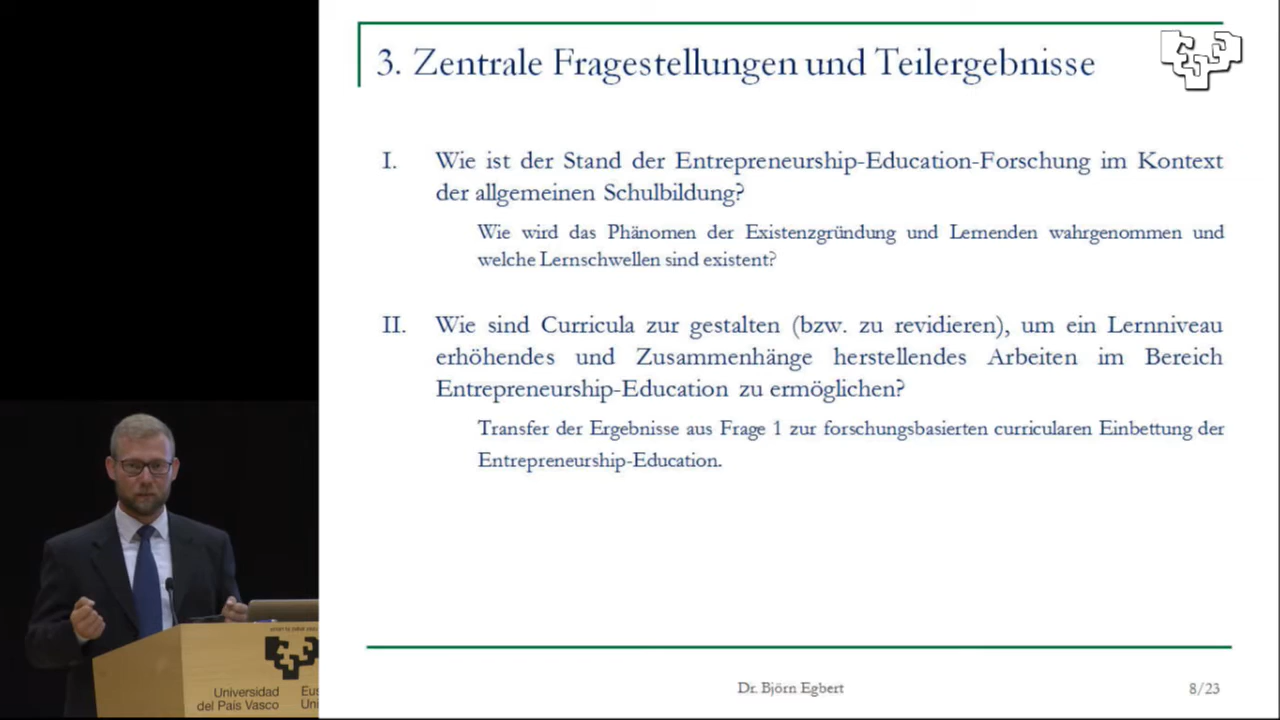 3. Zentrale Fragestellungen und Teilergebnisse
I. Wie ist der Stand der Entrepreneurship-Education-Forschung im Kontext
der allgemeinen Schulbildung?
Wie wird das Phänomen der Existenzgründung und Lernenden wahrgenommen und
welche Lernschwellen sind existent?
II. Wie sind Curricula zur gestalten (bzw. zu revidieren), um ein Lernniveau
erhöhendes und Zusammenhänge herstellendes Arbeiten im Bereich
Entrepreneurship-Education zu ermöglichen?
Transfer der Ergebnisse aus Frage 1 zur forschungsbasierten curricularen Einbettung der
Entrepreneurship-Education.
Dr. Björn Egbert
8/23
Universidad
del País Vasco
Eus
Uni